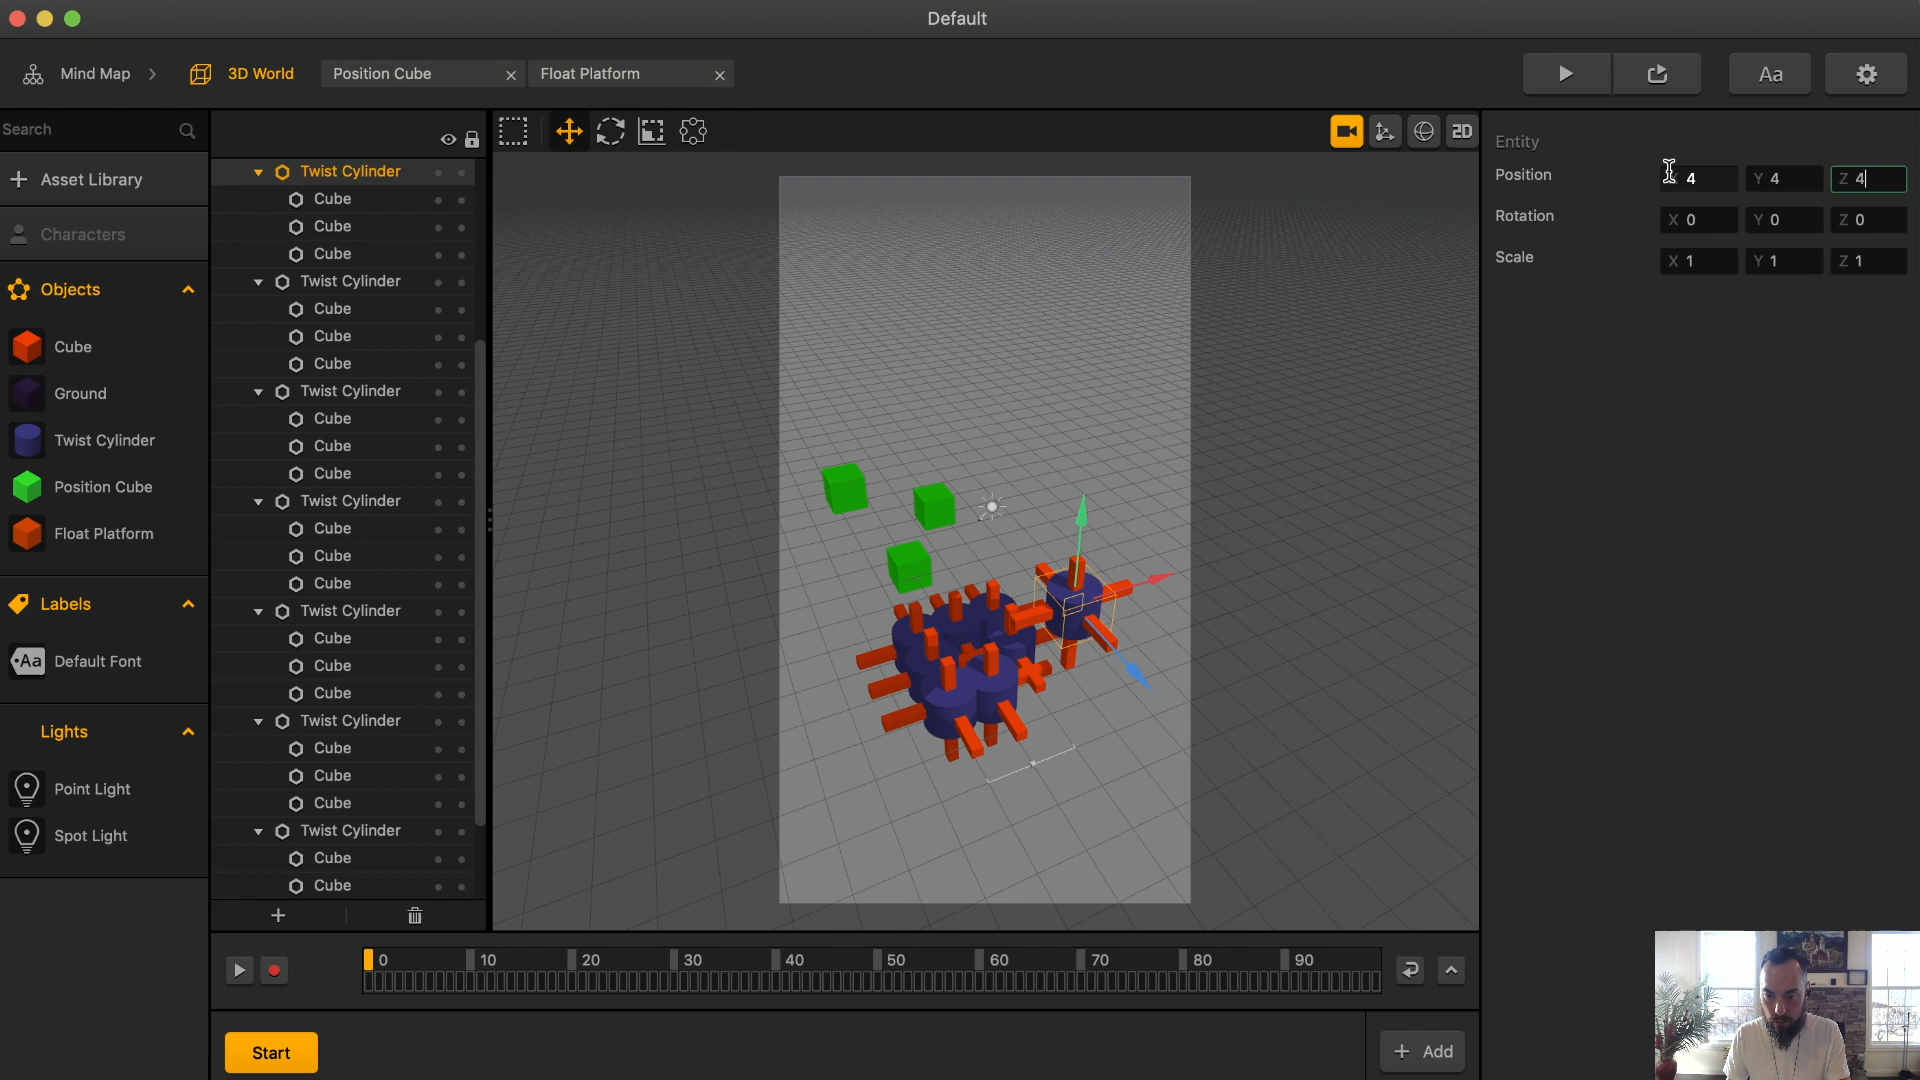 Default
Mind Map
3D World
Position Cube
Float Platform
Aa
Search
Asset Library
Characters
Objects
Cube
Ground
Twist Cylinder
Position Cube
Float Platform
Labels
Aa
Default Font
Lights
Point Light
Spot Light
Twist Cylinder
Cube
Cube
Cube
Twist Cylinder
Cube
Cube
Cube
Twist Cylinder
Cube
Cube
Cube
Twist Cylinder
Cube
Cube
Cube
Twist Cylinder
Cube
Cube
Cube
Twist Cylinder
Cube
Cube
Cube
Twist Cylinder
Cube
Cube
2D
Entity
Position 4 Y 4 Z 4
Rotation X 0 Y 0 Z 0
Scale X 1 Y 1 Z 1
0 10 20 30 40 50 60 70 80 90
Start
+ Add